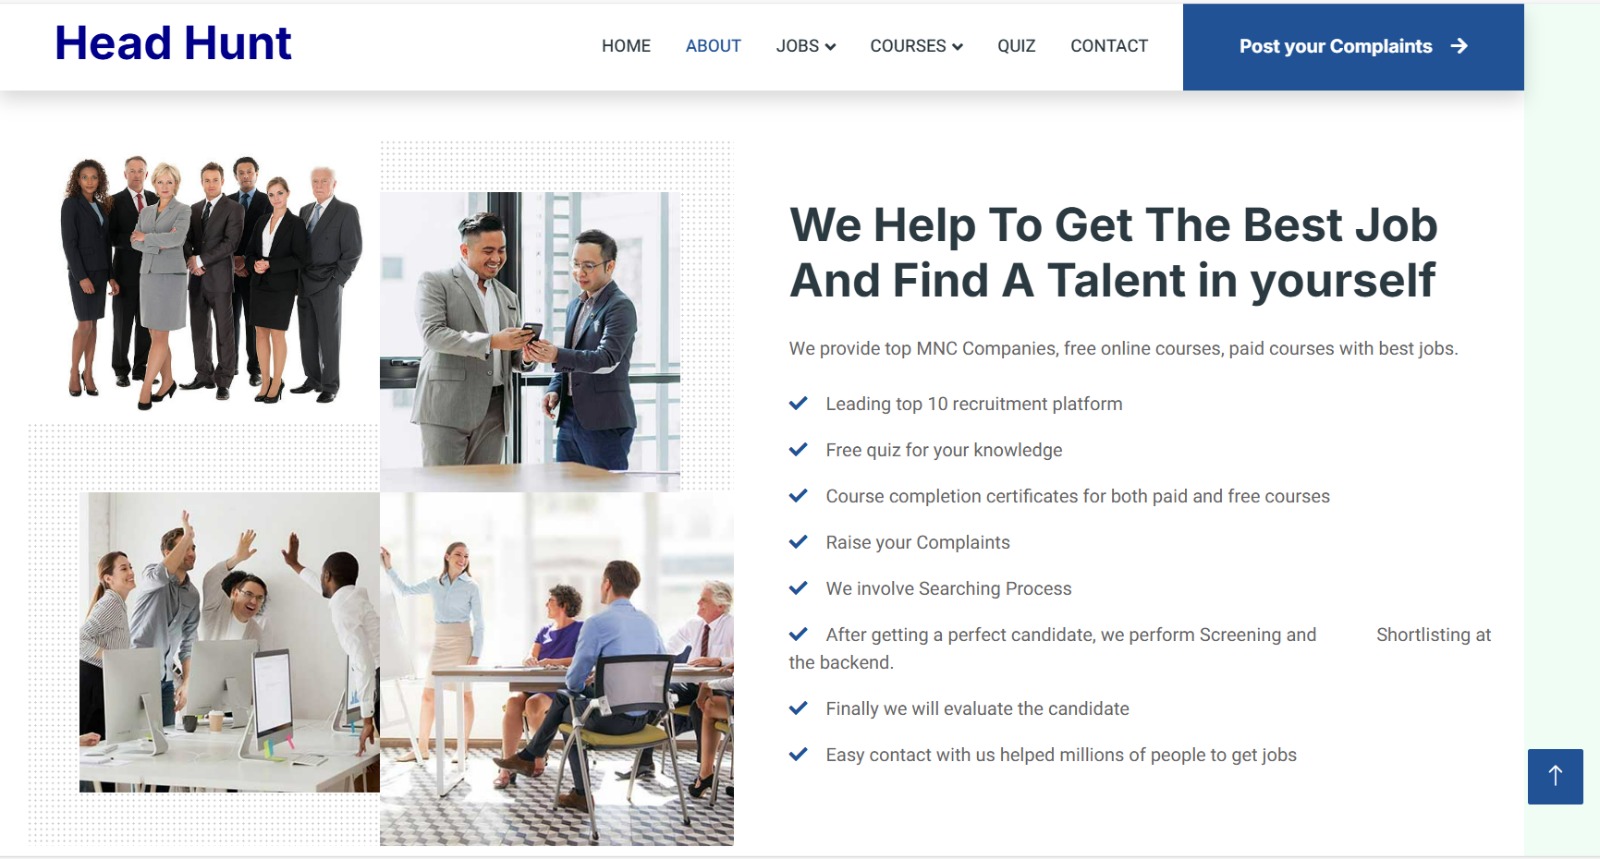 Head Hunt
HOME ABOUT JOBS COURSES QUIZ CONTACT Post your Complaints
We Help To Get The Best Job
And Find A Talent in yourself
We provide top MNC Companies, free online courses, paid courses with best jobs.
Leading top 10 recruitment platform
Free quiz for your knowledge
Course completion certificates for both paid and free courses
Raise your Complaints
We involve Searching Process
After getting a perfect candidate, we perform Screening and Shortlisting at
the backend.
Finally we will evaluate the candidate
Easy contact with us helped millions of people to get jobs